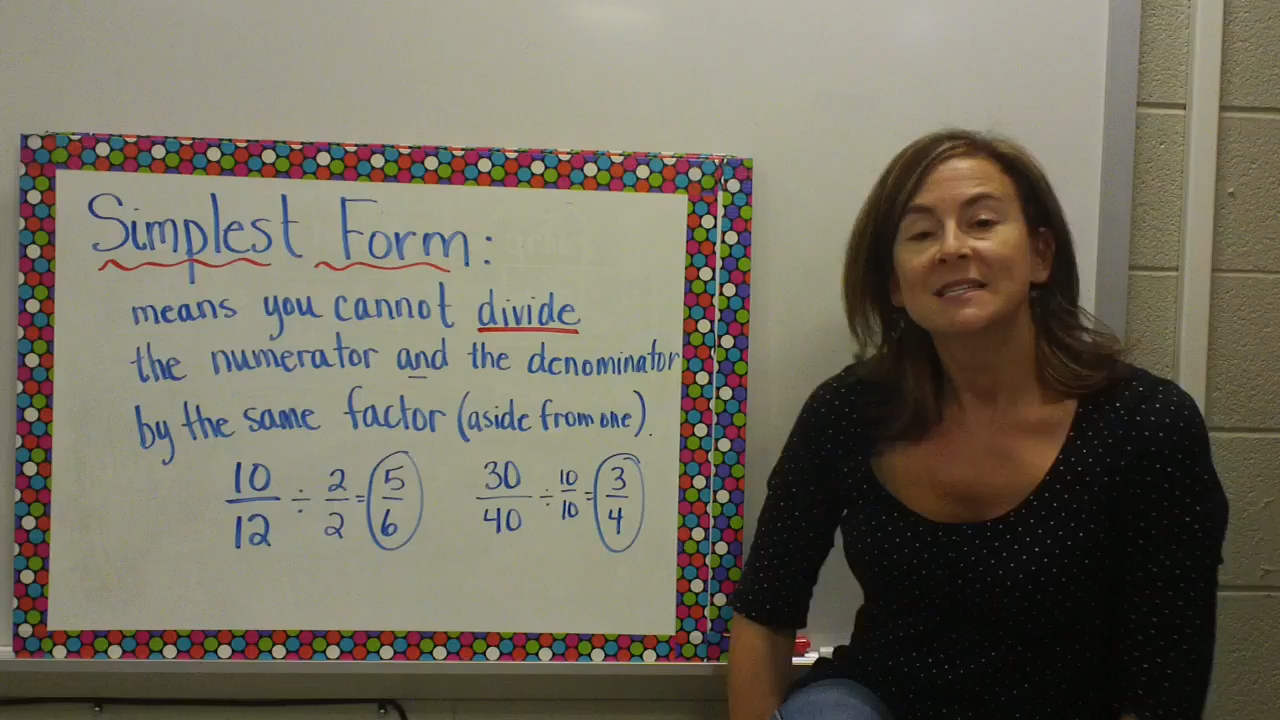 Simplest Form:
means you cannot divide
the numerator and the denominator
by the same factor (aside from one).
10/12 ÷ 2/2 = 5/6 30/40 ÷ 10/10 = 3/4